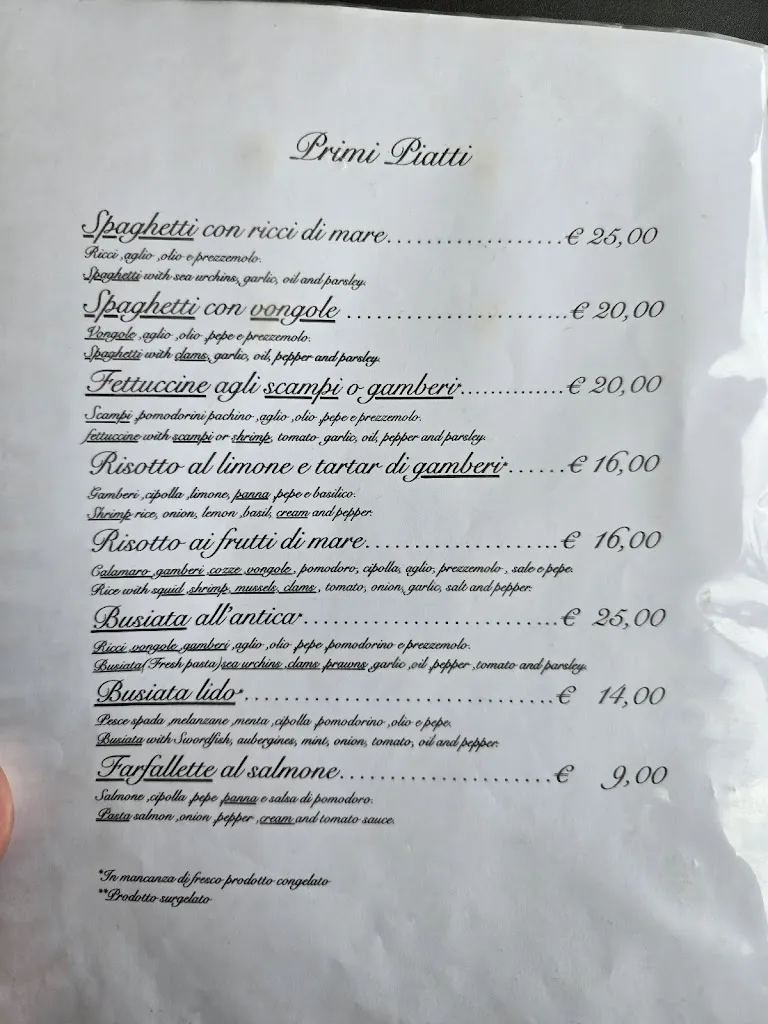 Primi Piatti
Spaghetti con ricci di mare..................€ 25,00
Ricci ,aglio ,olio e prezzemolo.
Spaghetti with sea urchins, garlic, oil and parsley.
Spaghetti con vongole ......................€ 20,00
Vongole ,aglio ,olio ,pepe e prezzemolo.
Spaghetti with clams, garlic, oil, pepper and parsley.
Fettuccine agli scampi o gamberi.............€ 20,00
Scampi ,pomodorini pachino ,aglio ,olio ,pepe e prezzemolo.
fettuccine with scampi or shrimp, tomato garlic, oil, pepper and parsley.
Risotto al limone e tartar di gamberi......€ 16,00
Gamberi ,cipolla ,limone, panna ,pepe e basilico.
Shrimp rice, onion, lemon ,basil, cream and pepper.
Risotto ai frutti di mare...................€ 16,00
Calamaro ,gamberi ,cozze ,vongole , pomodoro, cipolla, aglio, prezzemolo , sale e pepe.
Rice with squid ,shrimp, mussels, clams , tomato, onion, garlic, salt and pepper.
Busiata all'antica.........................€ 25,00
Ricci ,vongole ,gamberi ,aglio ,olio ,pepe ,pomodorino e prezzemolo.
Busiata(Fresh pasta)sea urchins ,clams ,prawns ,garlic ,oil ,pepper ,tomato and parsley.
Busiata lido...............................€ 14,00
Pesce spada ,melanzane ,menta ,cipolla ,pomodorino ,olio e pepe.
Busiata with Swordfish, aubergines, mint, onion, tomato, oil and pepper.
Farfallette al salmone.....................€ 9,00
Salmone ,cipolla ,pepe ,panna e salsa di pomodoro.
Pasta salmon ,onion ,pepper ,cream and tomato sauce.
*In mancanza di fresco prodotto congelato
**Prodotto surgelato